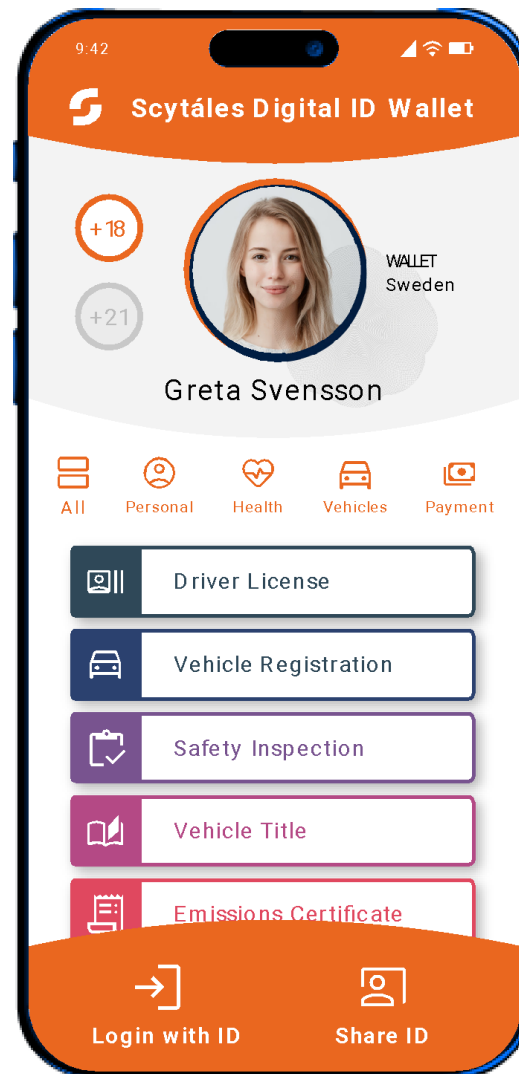 9:42
Scytáles Digital ID Wallet
+18
+21
WALLET
Sweden
Greta Svensson
All Personal Health Vehicles Payment
Driver License
Vehicle Registration
Safety Inspection
Vehicle Title
Emissions Certificate
Login with ID Share ID